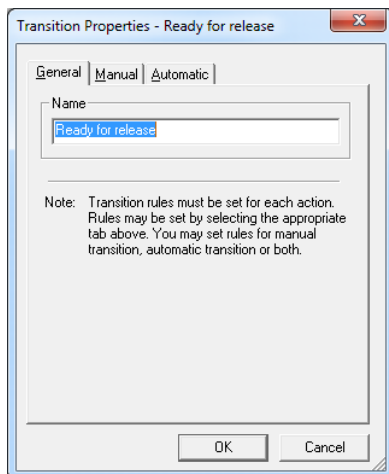 Transition Properties - Ready for release
General Manual Automatic
Name
Ready for release
Note: Transition rules must be set for each action.
Rules may be set by selecting the appropriate
tab above. You may set rules for manual
transition, automatic transition or both.
OK Cancel